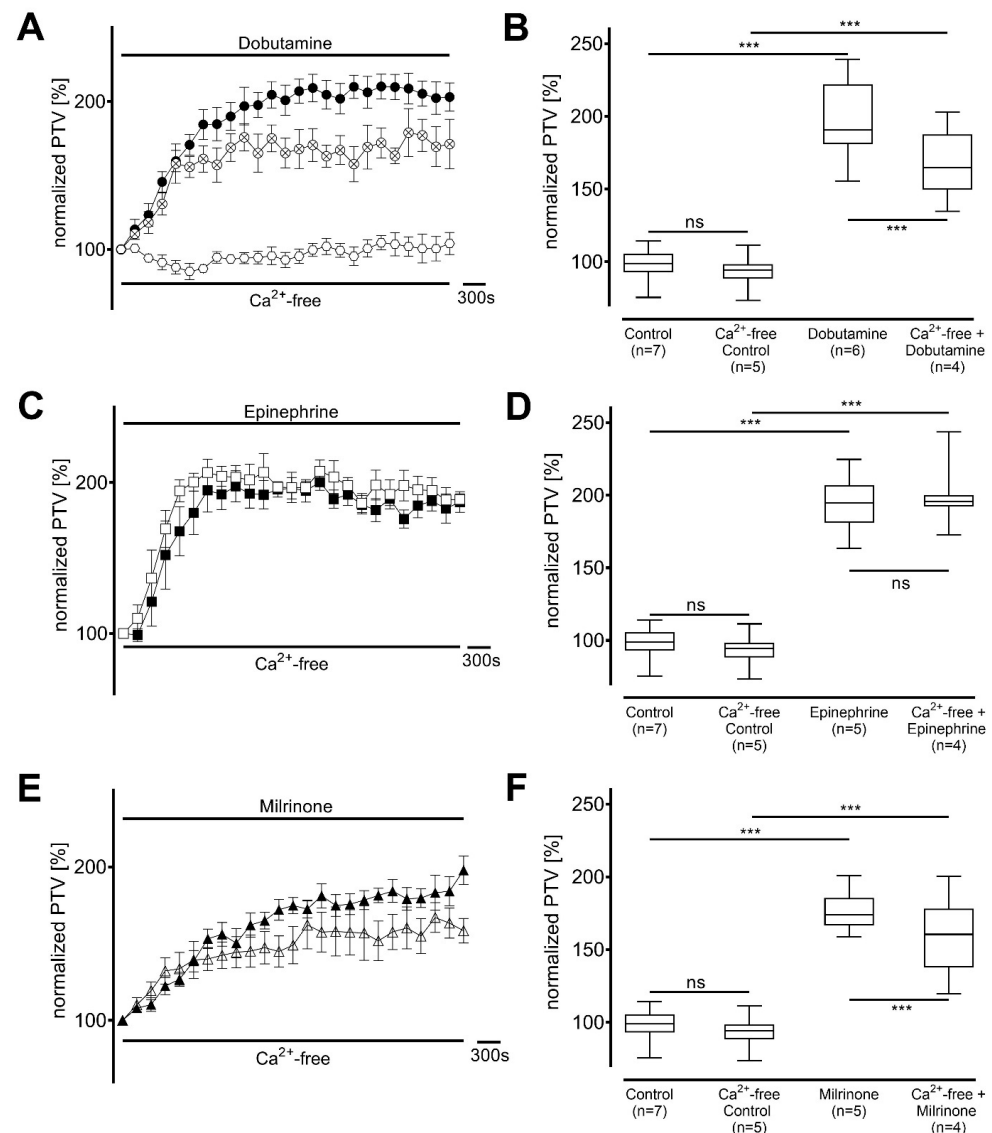 A
Dobutamine
normalized PTV [%]
200
100
Ca²⁺-free
300s
B
normalized PTV [%]
250
200
150
100
***
***
ns
***
Control
(n=7)
Ca²⁺-free
Control
(n=5)
Dobutamine
(n=6)
Ca²⁺-free +
Dobutamine
(n=4)
C
Epinephrine
normalized PTV [%]
200
100
Ca²⁺-free
300s
D
normalized PTV [%]
250
200
150
100
***
***
ns
ns
Control
(n=7)
Ca²⁺-free
Control
(n=5)
Epinephrine
(n=5)
Ca²⁺-free +
Epinephrine
(n=4)
E
Milrinone
normalized PTV [%]
200
100
Ca²⁺-free
300s
F
normalized PTV [%]
250
200
150
100
***
***
ns
***
Control
(n=7)
Ca²⁺-free
Control
(n=5)
Milrinone
(n=5)
Ca²⁺-free +
Milrinone
(n=4)